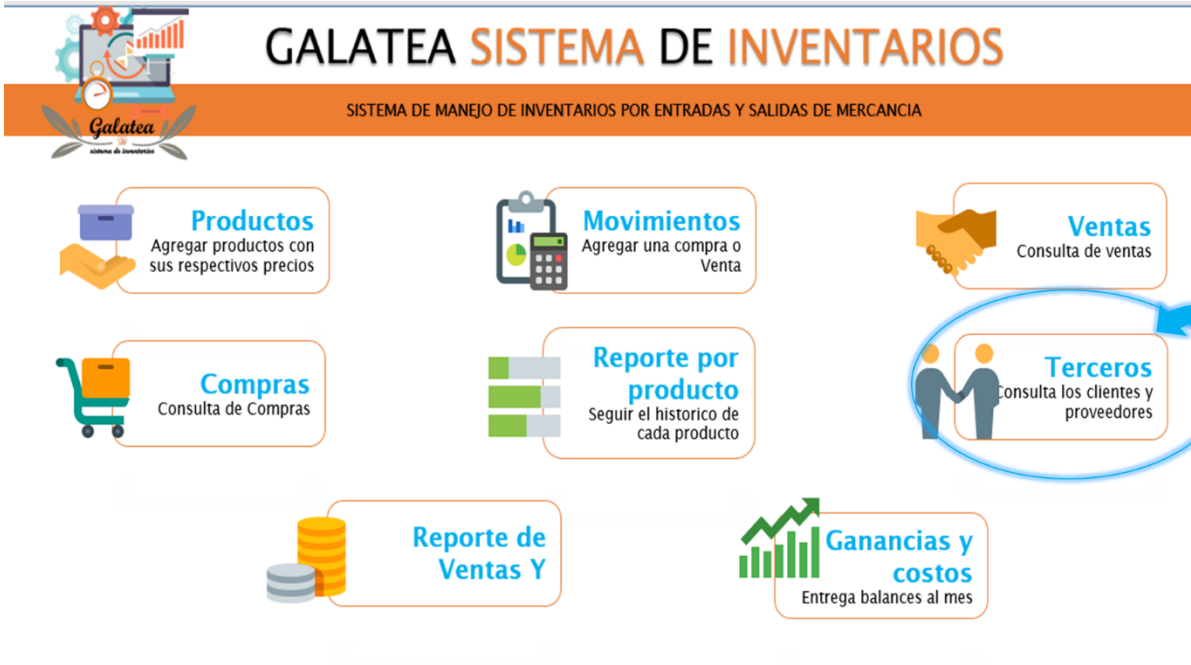 GALATEA SISTEMA DE INVENTARIOS
SISTEMA DE MANEJO DE INVENTARIOS POR ENTRADAS Y SALIDAS DE MERCANCIA
Galatea
sistema de inventarios
Productos
Agregar productos con
sus respectivos precios
Movimientos
Agregar una compra o
Venta
Ventas
Consulta de ventas
Compras
Consulta de Compras
Reporte por
producto
Seguir el historico de
cada producto
Terceros
Consulta los clientes y
proveedores
Reporte de
Ventas Y
Ganancias y
costos
Entrega balances al mes